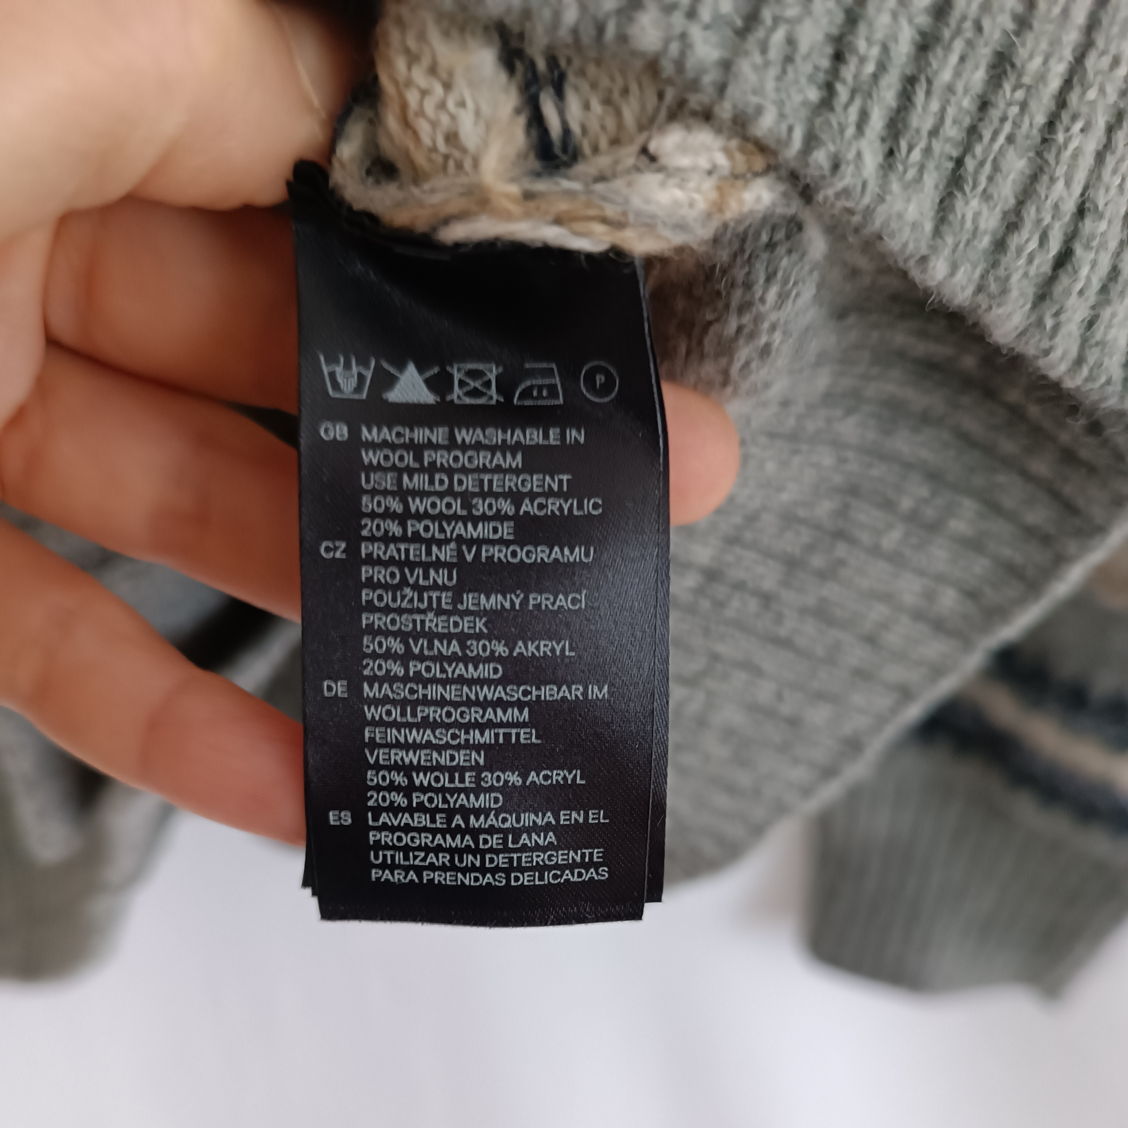 P
GB MACHINE WASHABLE IN
WOOL PROGRAM
USE MILD DETERGENT
50% WOOL 30% ACRYLIC
20% POLYAMIDE
CZ PRATELNÉ V PROGRAMU
PRO VLNU
POUŽIJTE JEMNÝ PRACÍ
PROSTŘEDEK
50% VLNA 30% AKRYL
20% POLYAMID
DE MASCHINENWASCHBAR IM
WOLLPROGRAMM
FEINWASCHMITTEL
VERWENDEN
50% WOLLE 30% ACRYL
20% POLYAMID
ES LAVABLE A MÁQUINA EN EL
PROGRAMA DE LANA
UTILIZAR UN DETERGENTE
PARA PRENDAS DELICADAS